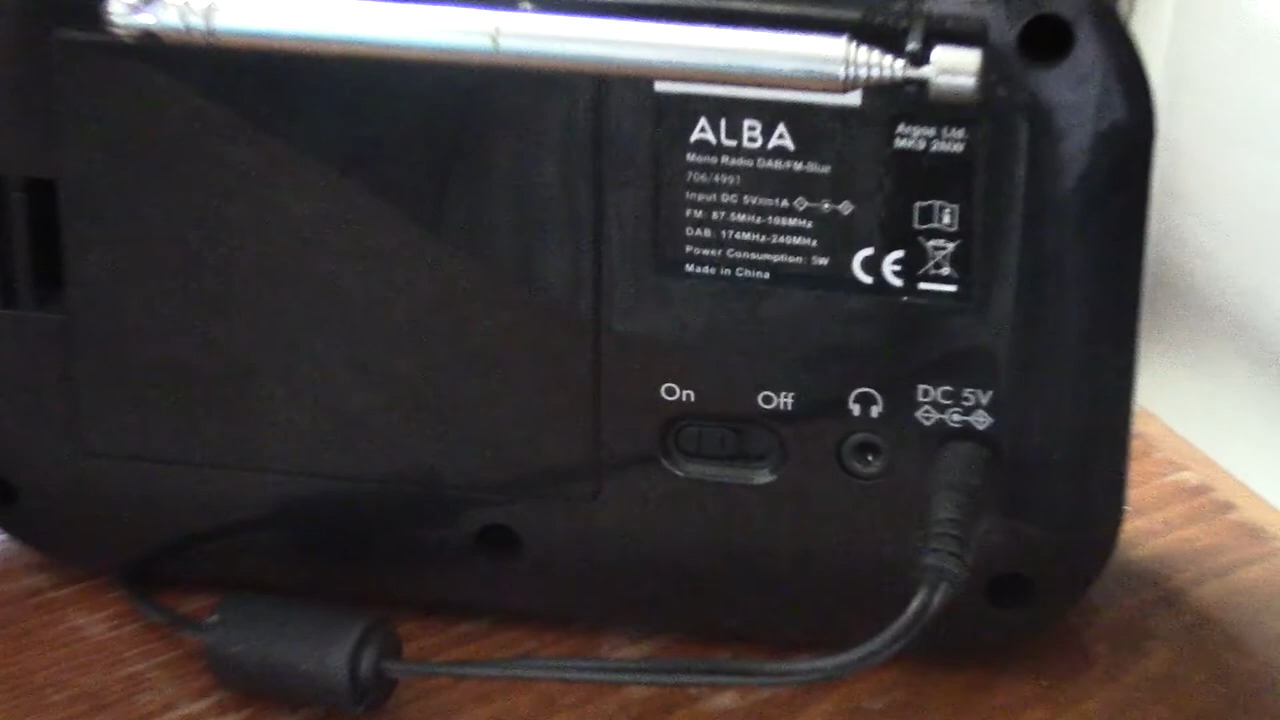 ALBA
Mono Radio DAB/FM-Blue
706/4991
Input DC 5V⎓1A
FM: 87.5MHz-108MHz
DAB: 174MHz-240MHz
Power Consumption: 5W
Made in China
Argos Ltd.
MK9 2NW
CE
On
Off
DC 5V